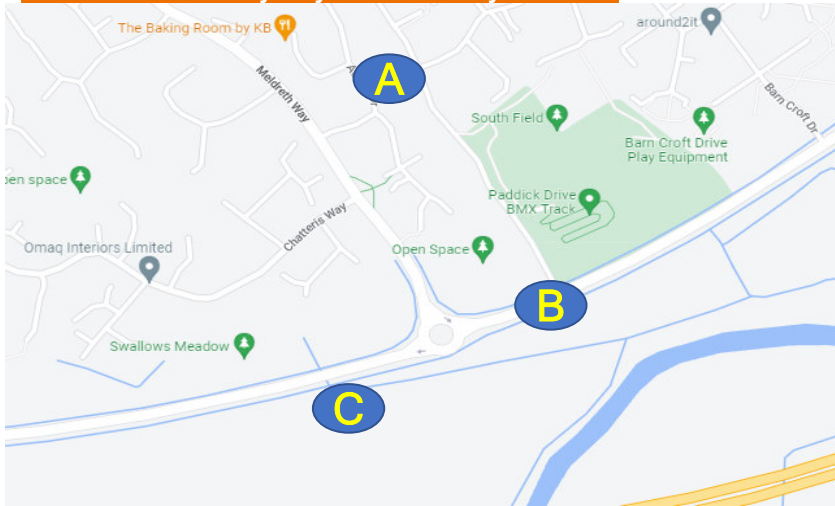 The Baking Room by KB
around2it
A
Meldreth Way
Barn Croft Dr
South Field
Barn Croft Drive
Play Equipment
pen space
Paddick Drive
BMX Track
Chatteris Way
Omaq Interiors Limited
Open Space
B
Swallows Meadow
C